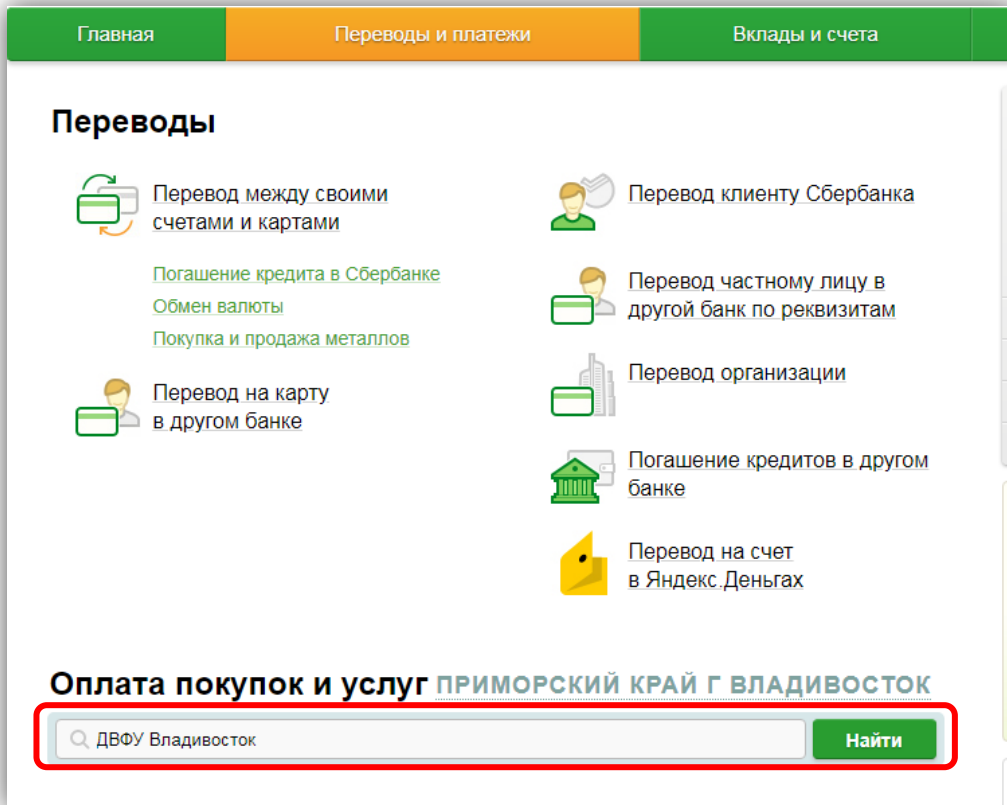 Главная
Переводы и платежи
Вклады и счета
Переводы
Перевод между своими
счетами и картами
Погашение кредита в Сбербанке
Обмен валюты
Покупка и продажа металлов
Перевод на карту
в другом банке
Перевод клиенту Сбербанка
Перевод частному лицу в
другой банк по реквизитам
Перевод организации
Погашение кредитов в другом
банке
Перевод на счет
в Яндекс.Деньгах
Оплата покупок и услуг ПРИМОРСКИЙ КРАЙ Г ВЛАДИВОСТОК
ДВФУ Владивосток
Найти